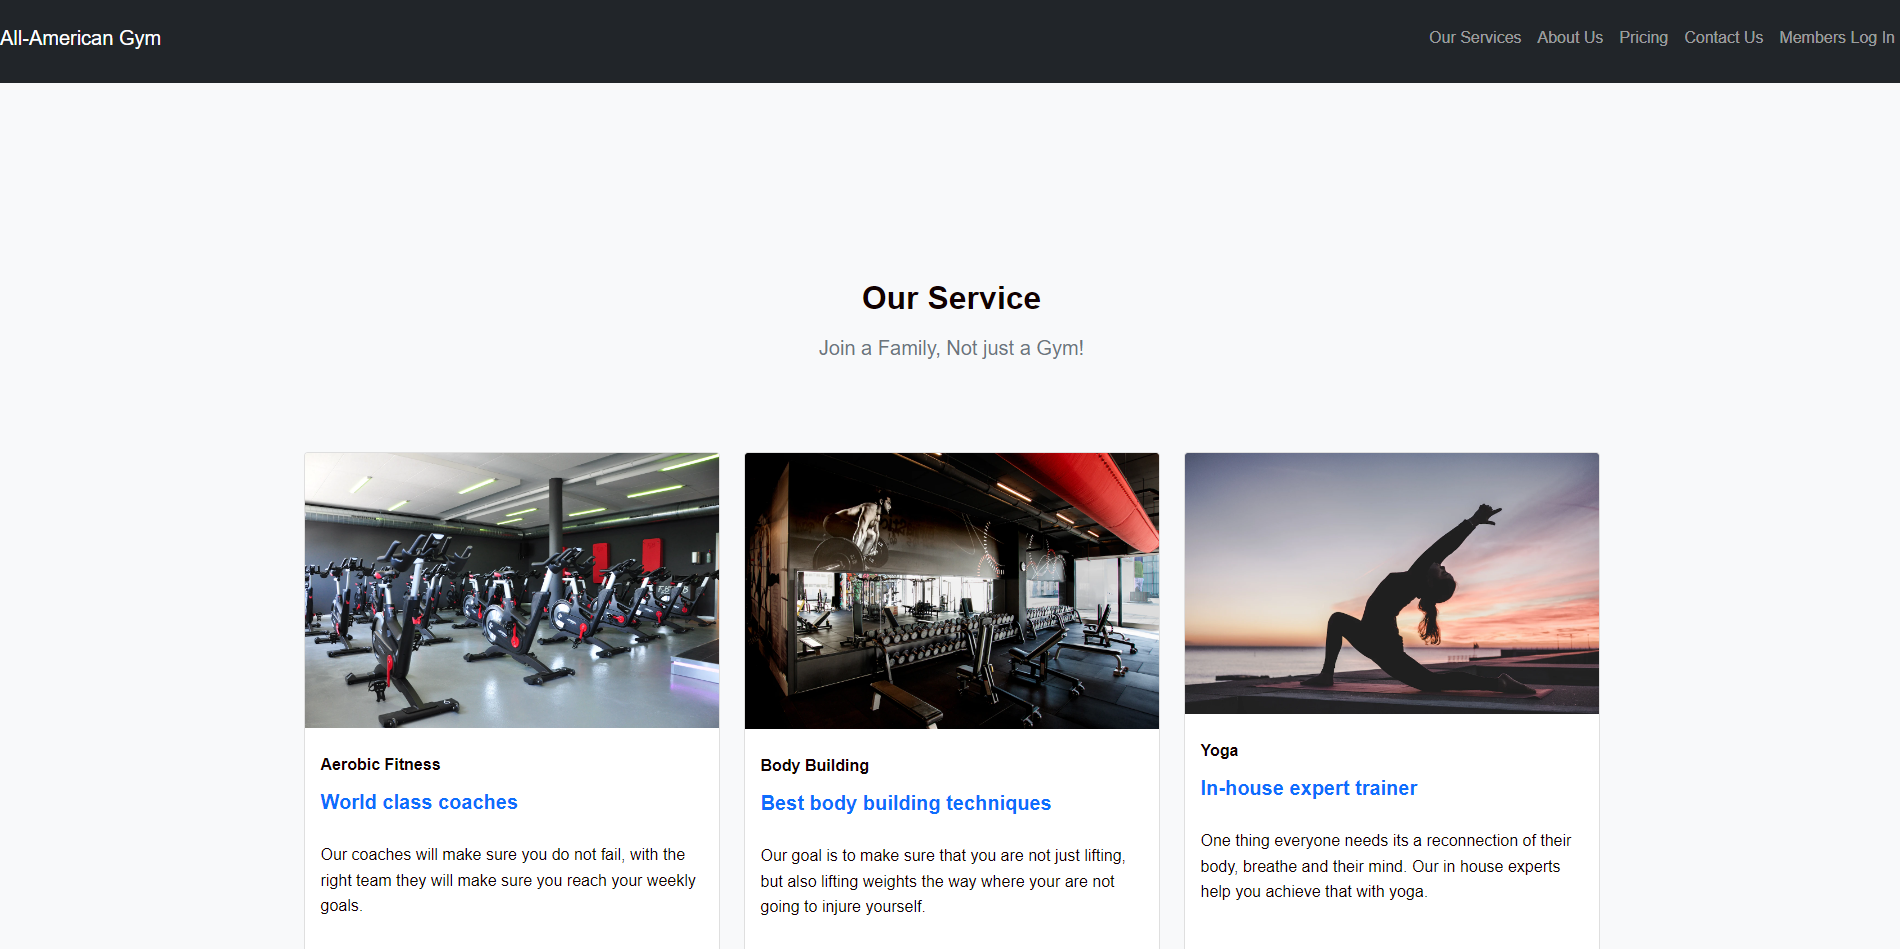 All-American Gym
Our Services About Us Pricing Contact Us Members Log In
Our Service
Join a Family, Not just a Gym!
Aerobic Fitness
World class coaches
Our coaches will make sure you do not fail, with the
right team they will make sure you reach your weekly
goals.
Body Building
Best body building techniques
Our goal is to make sure that you are not just lifting,
but also lifting weights the way where your are not
going to injure yourself.
Yoga
In-house expert trainer
One thing everyone needs its a reconnection of their
body, breathe and their mind. Our in house experts
help you achieve that with yoga.